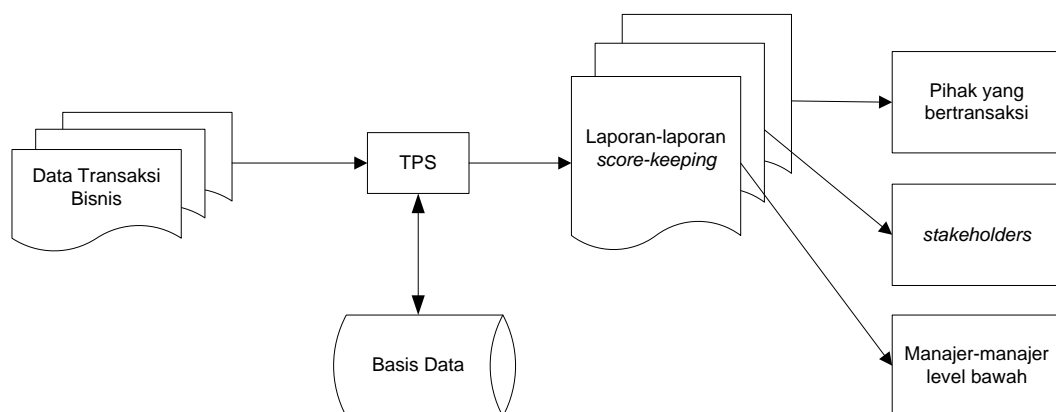 Data Transaksi
Bisnis
TPS
Basis Data
Laporan-laporan
score-keeping
Pihak yang
bertransaksi
stakeholders
Manajer-manajer
level bawah